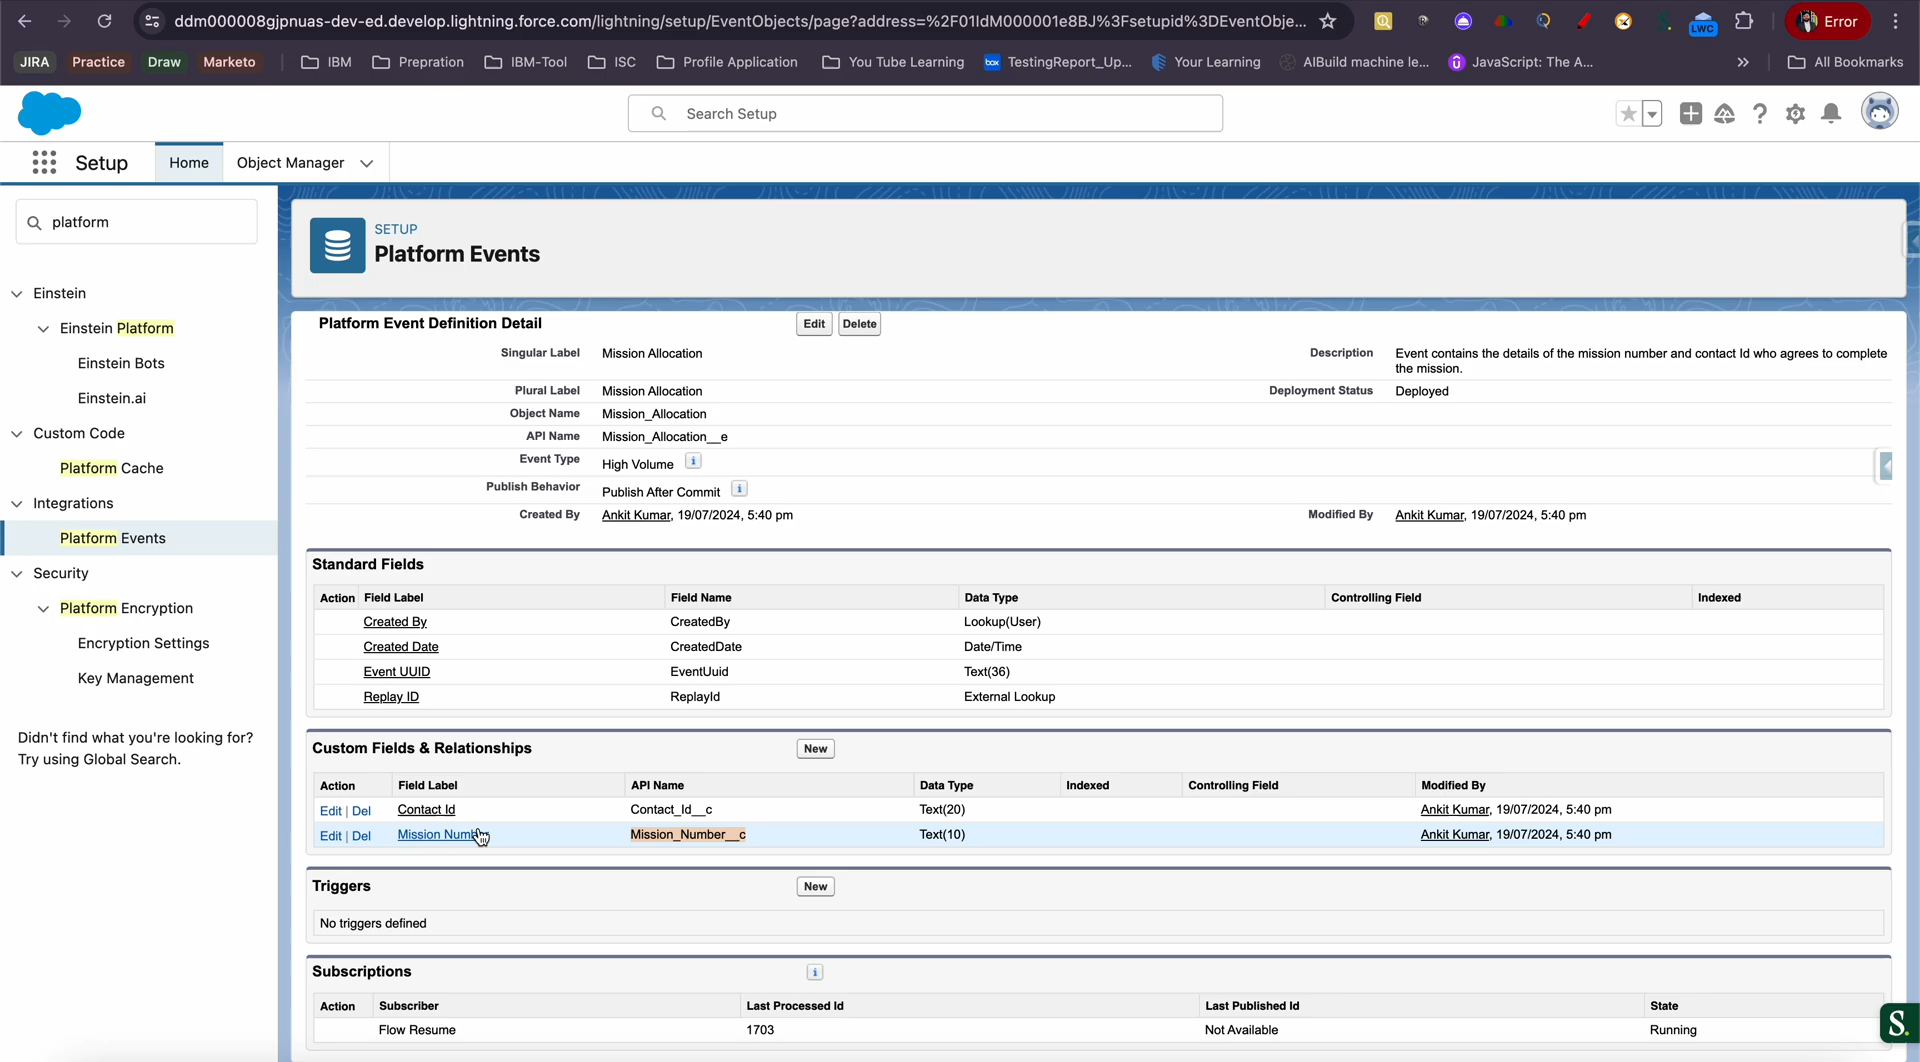 ddm000008gjpnuas-dev-ed.develop.lightning.force.com/lightning/setup/EventObjects/page?address=%2F01IdM000001e8BJ%3Fsetupid%3DEventObje...
LWC
Error
JIRA
Practice
Draw
Marketo
IBM
Prepration
IBM-Tool
ISC
Profile Application
You Tube Learning
box
TestingReport_Up...
Your Learning
AIBuild machine le...
JavaScript: The A...
»
All Bookmarks
Search Setup
Setup
Home
Object Manager
platform
Einstein
Einstein Platform
Einstein Bots
Einstein.ai
Custom Code
Platform Cache
Integrations
Platform Events
Security
Platform Encryption
Encryption Settings
Key Management
Didn't find what you're looking for?
Try using Global Search.
SETUP
Platform Events
Platform Event Definition Detail
Edit
Delete
Singular Label Mission Allocation
Description Event contains the details of the mission number and contact Id who agrees to complete
the mission.
Plural Label Mission Allocation
Deployment Status Deployed
Object Name Mission_Allocation
API Name Mission_Allocation__e
Event Type High Volume i
Publish Behavior Publish After Commit i
Created By Ankit Kumar, 19/07/2024, 5:40 pm
Modified By Ankit Kumar, 19/07/2024, 5:40 pm
Standard Fields
Action Field Label Field Name Data Type Controlling Field Indexed
Created By CreatedBy Lookup(User)
Created Date CreatedDate Date/Time
Event UUID EventUuid Text(36)
Replay ID ReplayId External Lookup
Custom Fields & Relationships
New
Action Field Label API Name Data Type Indexed Controlling Field Modified By
Edit | Del Contact Id Contact_Id__c Text(20) Ankit Kumar, 19/07/2024, 5:40 pm
Edit | Del Mission Number Mission_Number__c Text(10) Ankit Kumar, 19/07/2024, 5:40 pm
Triggers
New
No triggers defined
Subscriptions
i
Action Subscriber Last Processed Id Last Published Id State
Flow Resume 1703 Not Available Running
S.